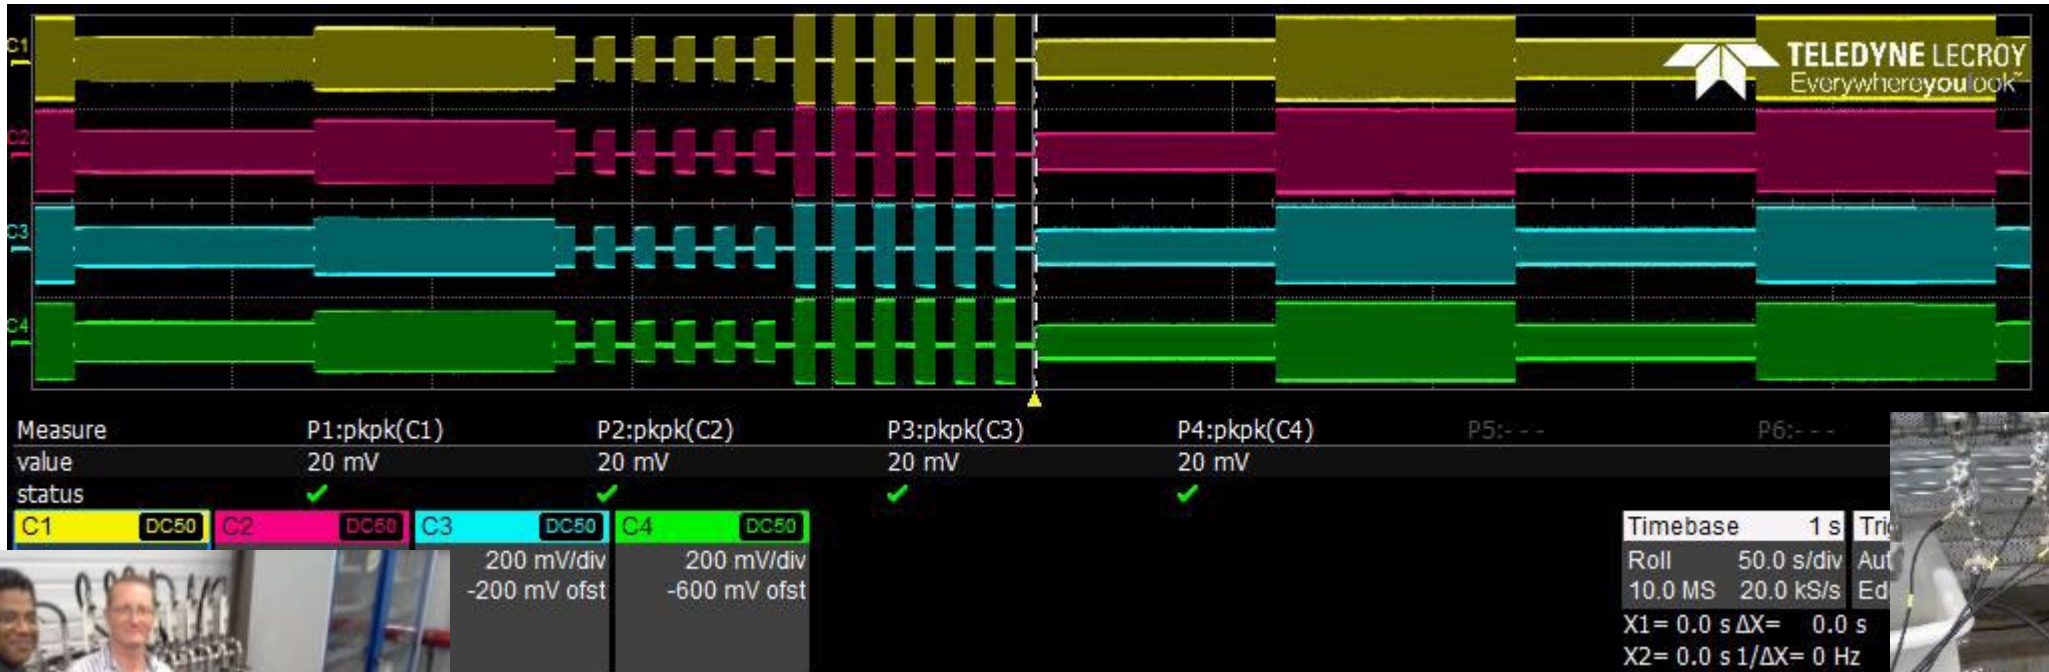 C1
TELEDYNE LECROY
Everywhereyoulook™
C2
C3
C4
Measure P1:pkpk(C1) P2:pkpk(C2) P3:pkpk(C3) P4:pkpk(C4) P5:--- P6:---
value 20 mV 20 mV 20 mV 20 mV
status
C1 DC50 C2 DC50 C3 DC50 C4 DC50
200 mV/div 200 mV/div
-200 mV ofst -600 mV ofst
Timebase 1 s Tri
Roll 50.0 s/div Aut
10.0 MS 20.0 kS/s Ed
X1= 0.0 s ΔX= 0.0 s
X2= 0.0 s 1/ΔX= 0 Hz